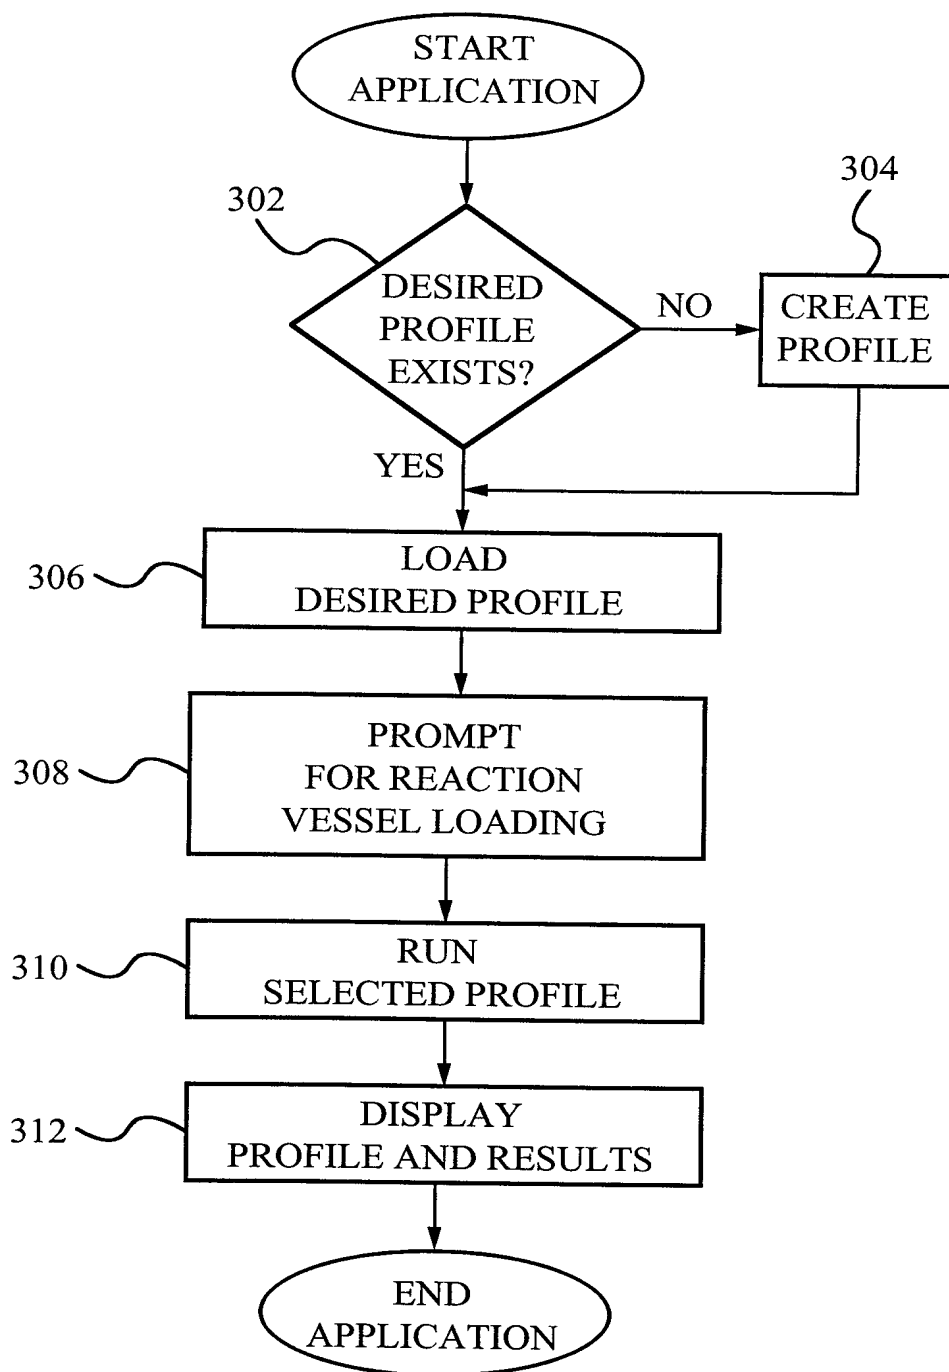 START
APPLICATION
304
302
DESIRED
PROFILE
EXISTS?
NO
CREATE
PROFILE
YES
306
LOAD
DESIRED PROFILE
308
PROMPT
FOR REACTION
VESSEL LOADING
310
RUN
SELECTED PROFILE
312
DISPLAY
PROFILE AND RESULTS
END
APPLICATION